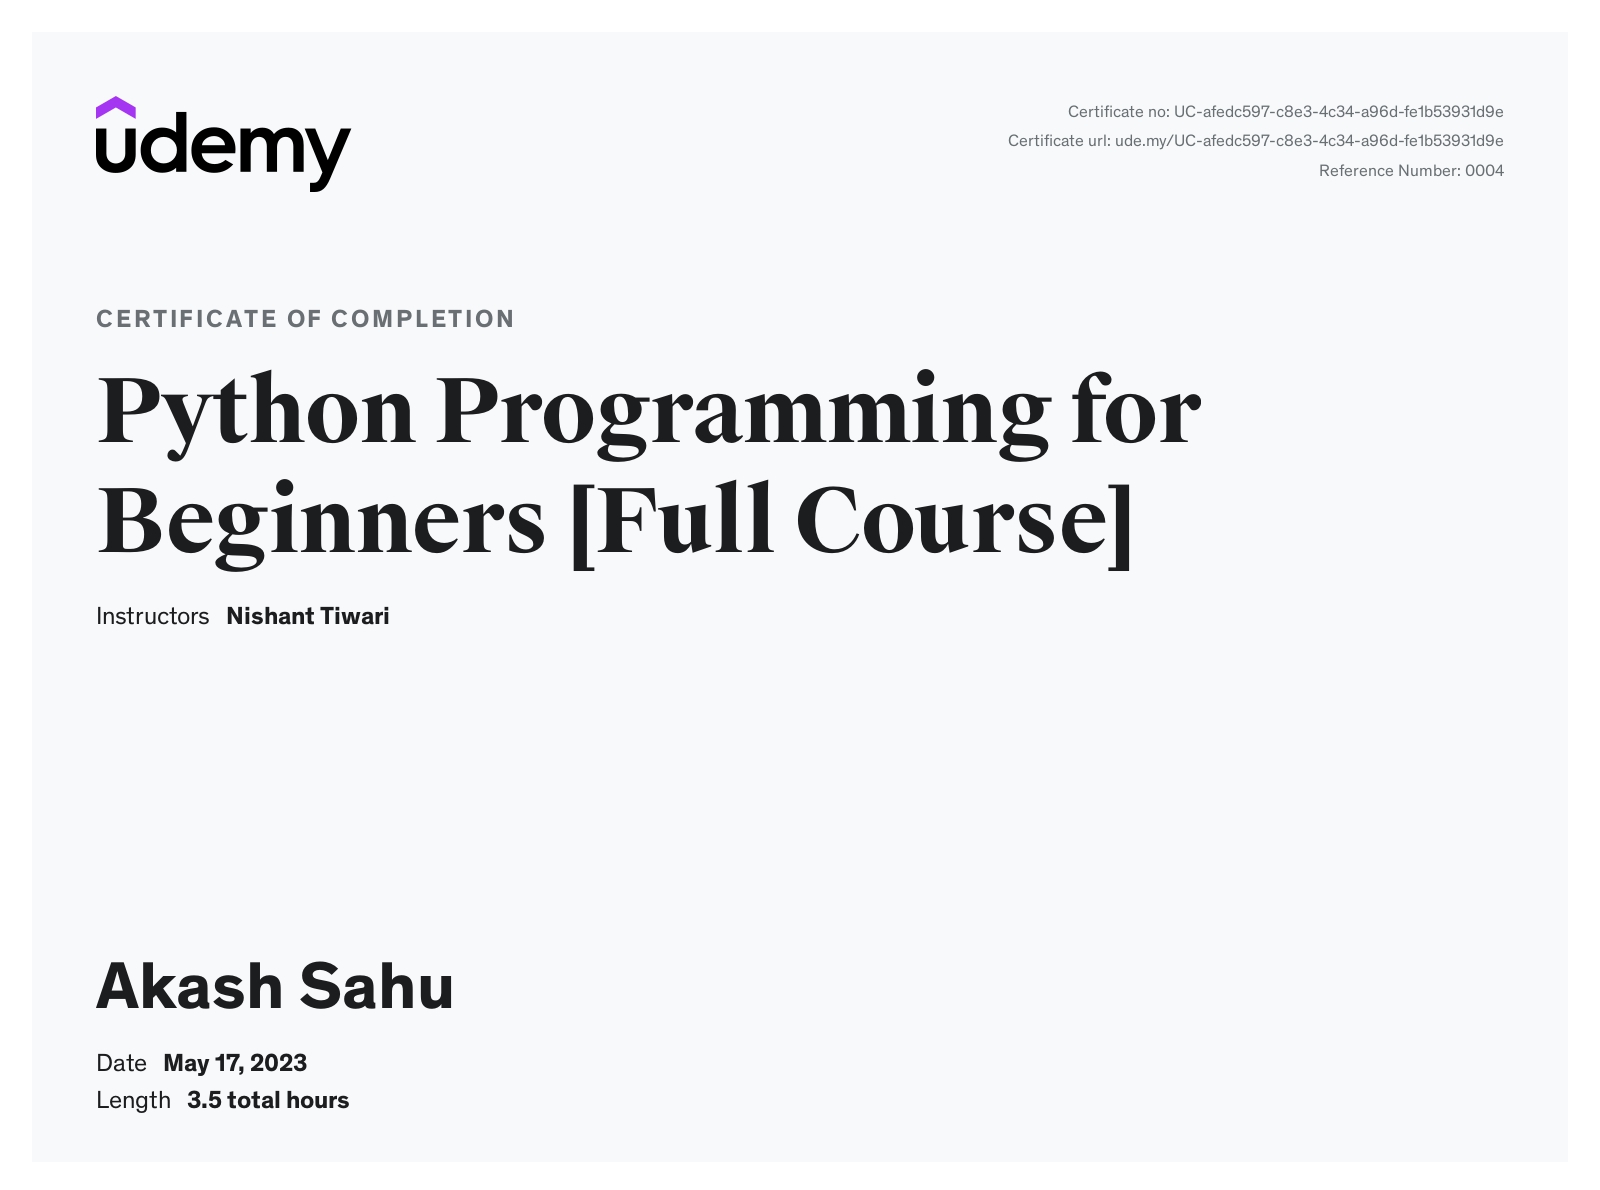 udemy
Certificate no: UC-afedc597-c8e3-4c34-a96d-fe1b53931d9e
Certificate url: ude.my/UC-afedc597-c8e3-4c34-a96d-fe1b53931d9e
Reference Number: 0004
CERTIFICATE OF COMPLETION
Python Programming for
Beginners [Full Course]
Instructors Nishant Tiwari
Akash Sahu
Date May 17, 2023
Length 3.5 total hours